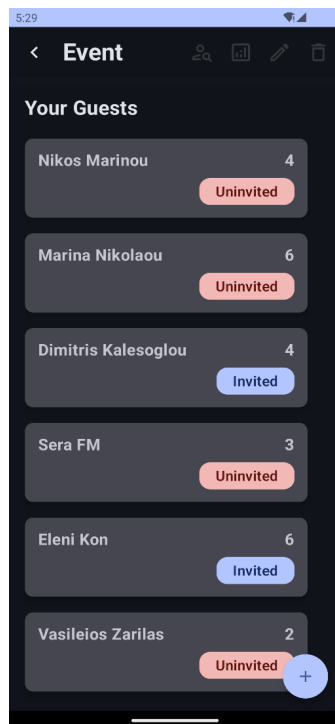 5:29
Event
Your Guests
Nikos Marinou 4
Uninvited
Marina Nikolaou 6
Uninvited
Dimitris Kalesoglou 4
Invited
Sera FM 3
Uninvited
Eleni Kon 6
Invited
Vasileios Zarilas 2
Uninvited
+